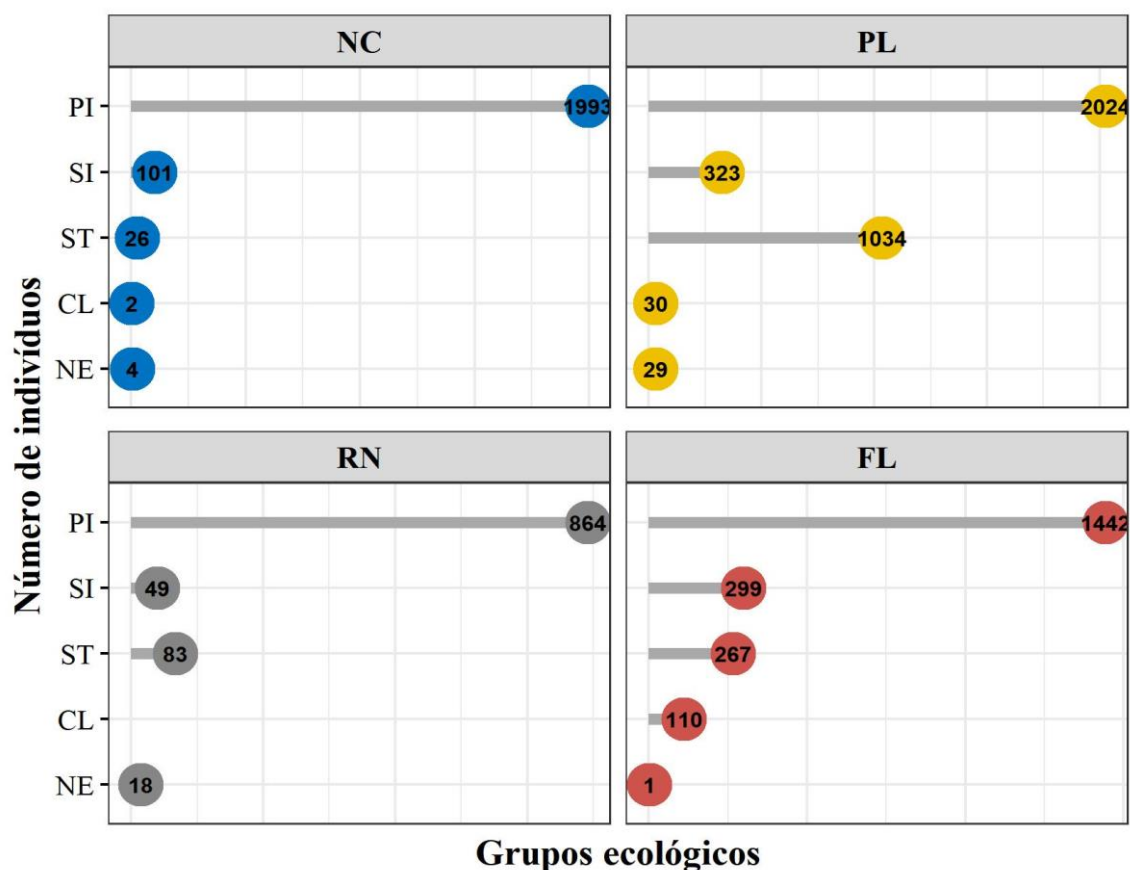 NC
PL
PI
1993
2024
SI
101
323
ST
26
1034
CL
2
30
NE
4
29
Número de indivíduos
RN
FL
PI
864
1442
SI
49
299
ST
83
267
CL
110
NE
18
1
Grupos ecológicos